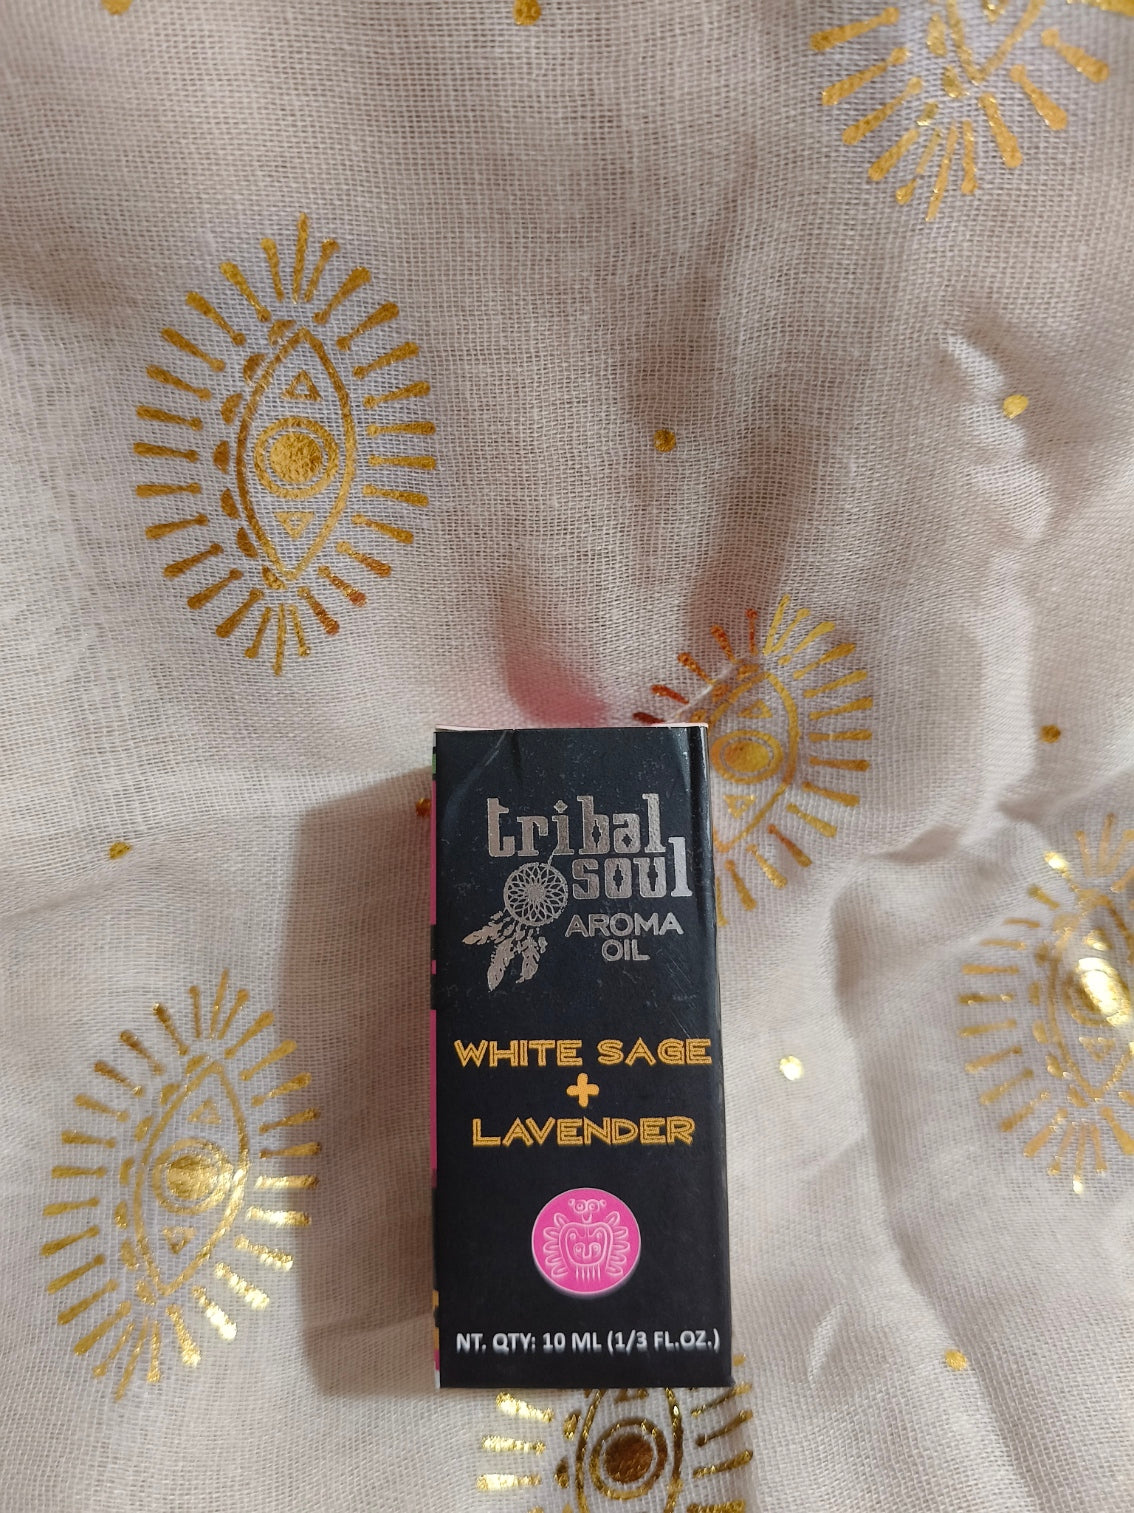 tribal
soul
AROMA
OIL
WHITE SAGE
+
LAVENDER
NT. QTY: 10 ML (1/3 FL.OZ.)